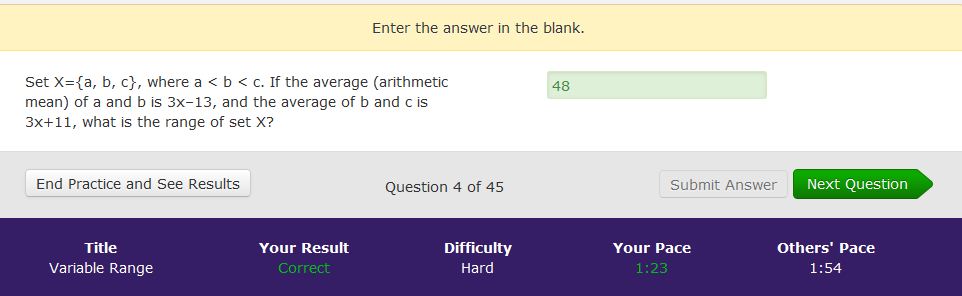 Enter the answer in the blank.
Set X={a, b, c}, where a < b < c. If the average (arithmetic
mean) of a and b is 3x–13, and the average of b and c is
3x+11, what is the range of set X?
48
End Practice and See Results
Question 4 of 45
Submit Answer
Next Question
Title
Your Result
Difficulty
Your Pace
Others' Pace
Variable Range
Correct
Hard
1:23
1:54